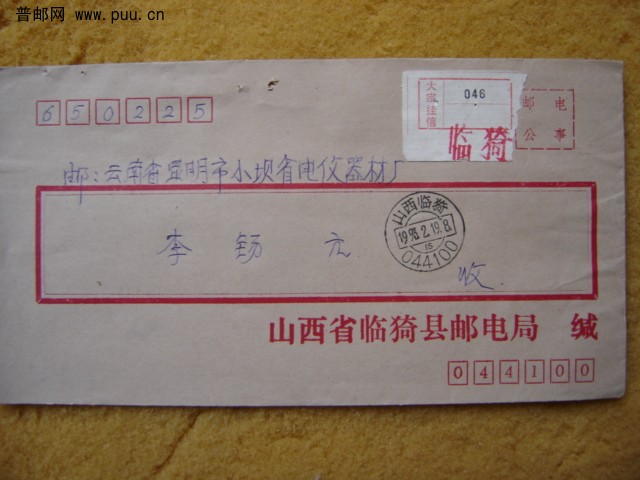 普邮网 www.puu.cn
650225
大宗挂信
046
临猗
邮电
公事
邮:云南省昆明市小坝省电仪器材厂
李 钖 元
收
山西临猗
1993.2.19.8
15
044100
山西省临猗县邮电局 缄
044100